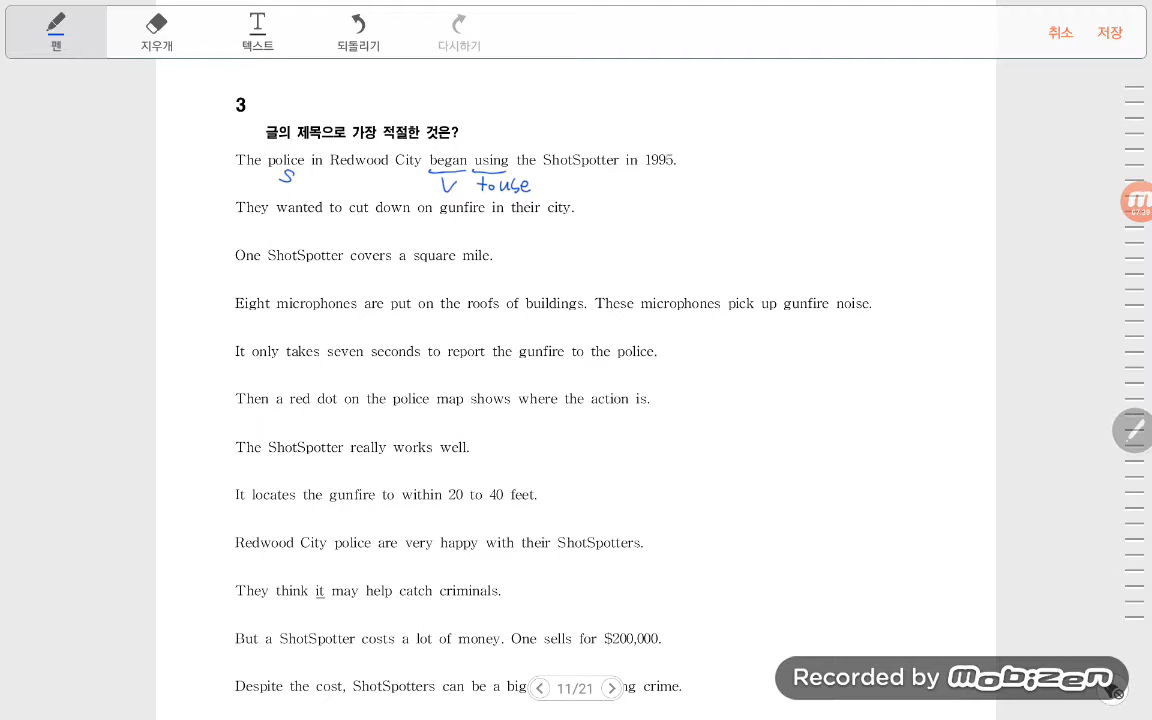 펜 지우개 텍스트 되돌리기 다시하기 취소 저장
3
글의 제목으로 가장 적절한 것은?
The police in Redwood City began using the ShotSpotter in 1995.
S V to use
They wanted to cut down on gunfire in their city.
One ShotSpotter covers a square mile.
Eight microphones are put on the roofs of buildings. These microphones pick up gunfire noise.
It only takes seven seconds to report the gunfire to the police.
Then a red dot on the police map shows where the action is.
The ShotSpotter really works well.
It locates the gunfire to within 20 to 40 feet.
Redwood City police are very happy with their ShotSpotters.
They think it may help catch criminals.
But a ShotSpotter costs a lot of money. One sells for $200,000.
Recorded by mobizen
Despite the cost, ShotSpotters can be a big ng crime.
11/21